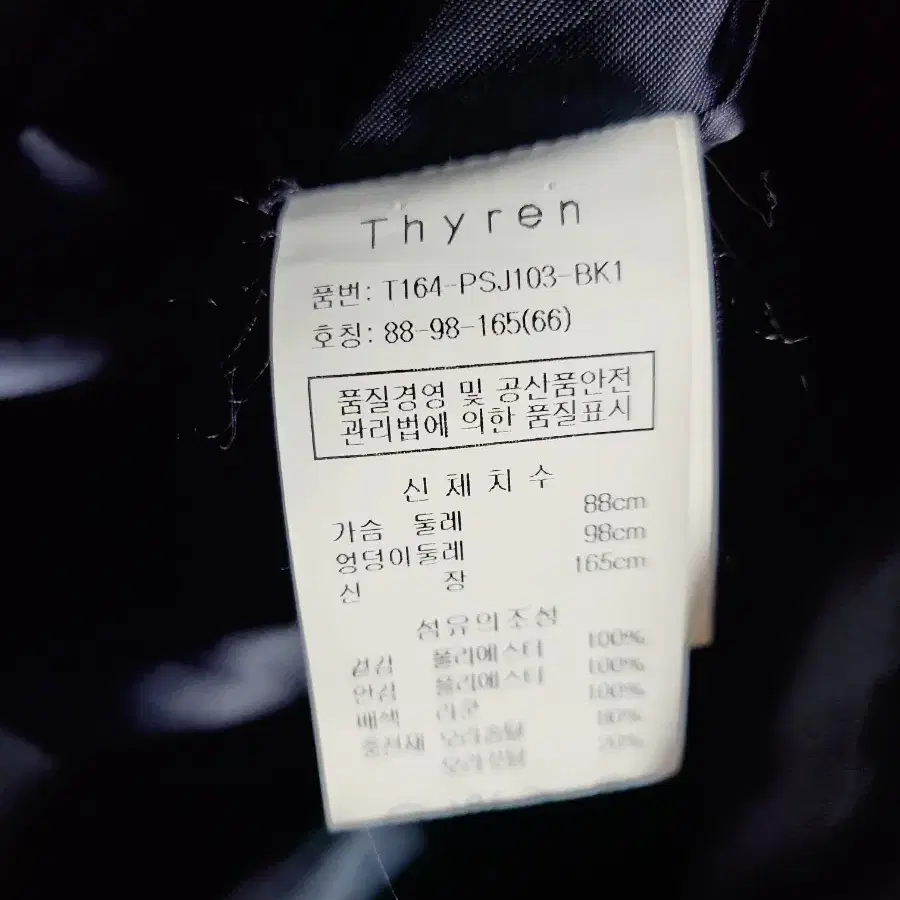 Thyren
품번: T164-PSJ103-BK1
호칭: 88-98-165(66)
품질경영 및 공산품안전
관리법에 의한 품질표시
신체치수
가슴 둘레 88cm
엉덩이둘레 98cm
신 장 165cm
섬유의조성
겉감 폴리에스터 100%
안감 폴리에스터 100%
배색 라쿤 100%
충전재 오리솜털 80%
오리깃털 20%